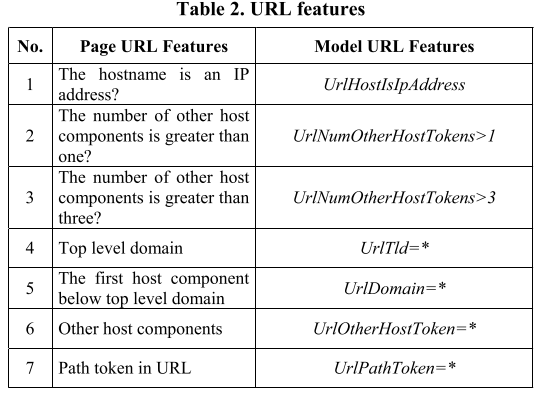 Table 2. URL features
No. Page URL Features Model URL Features
1 The hostname is an IP address? UrlHostIsIpAddress
2 The number of other host components is greater than one? UrlNumOtherHostTokens>1
3 The number of other host components is greater than three? UrlNumOtherHostTokens>3
4 Top level domain UrlTld=*
5 The first host component below top level domain UrlDomain=*
6 Other host components UrlOtherHostToken=*
7 Path token in URL UrlPathToken=*